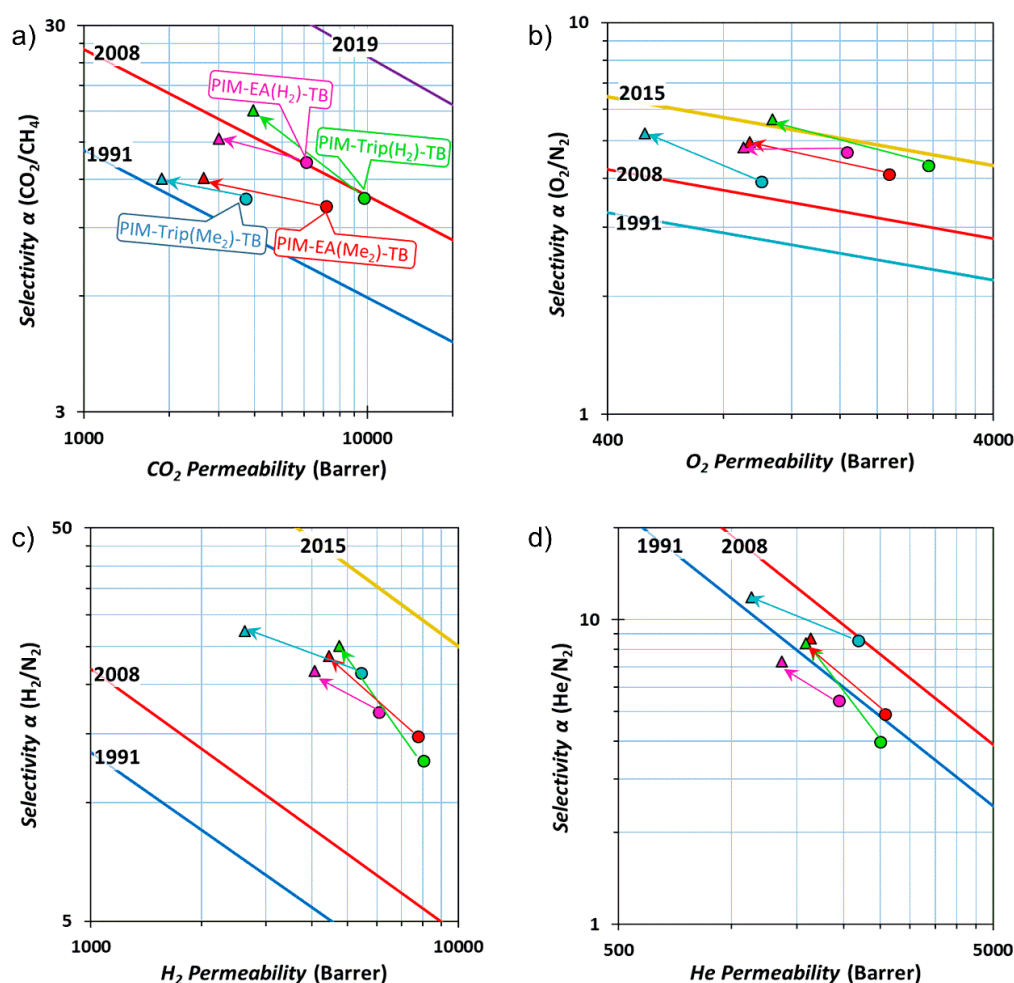 a)
30
2008
2019
1991
PIM-EA(H₂)-TB
PIM-Trip(H₂)-TB
PIM-Trip(Me₂)-TB
PIM-EA(Me₂)-TB
Selectivity α (CO₂/CH₄)
3
1000
10000
CO₂ Permeability (Barrer)
b)
10
2015
2008
1991
Selectivity α (O₂/N₂)
1
400
4000
O₂ Permeability (Barrer)
c)
50
2015
2008
1991
Selectivity α (H₂/N₂)
5
1000
10000
H₂ Permeability (Barrer)
d)
1991
2008
10
Selectivity α (He/N₂)
1
500
5000
He Permeability (Barrer)